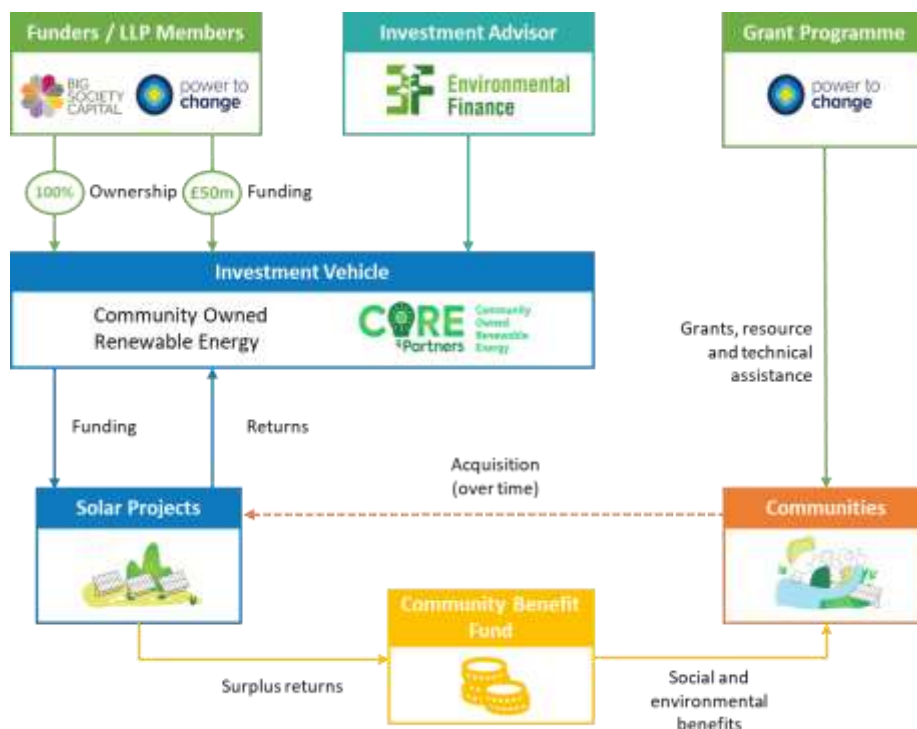 Funders / LLP Members
BIG
SOCIETY
CAPITAL
power to
change
Investment Advisor
Environmental
Finance
Grant Programme
power to
change
100%
Ownership
£50m
Funding
Investment Vehicle
Community Owned
Renewable Energy
CORE
Partners
Community
Owned
Renewable
Energy
Grants, resource
and technical
assistance
Funding
Returns
Acquisition
(over time)
Solar Projects
Communities
Community Benefit
Fund
Surplus returns
Social and
environmental
benefits